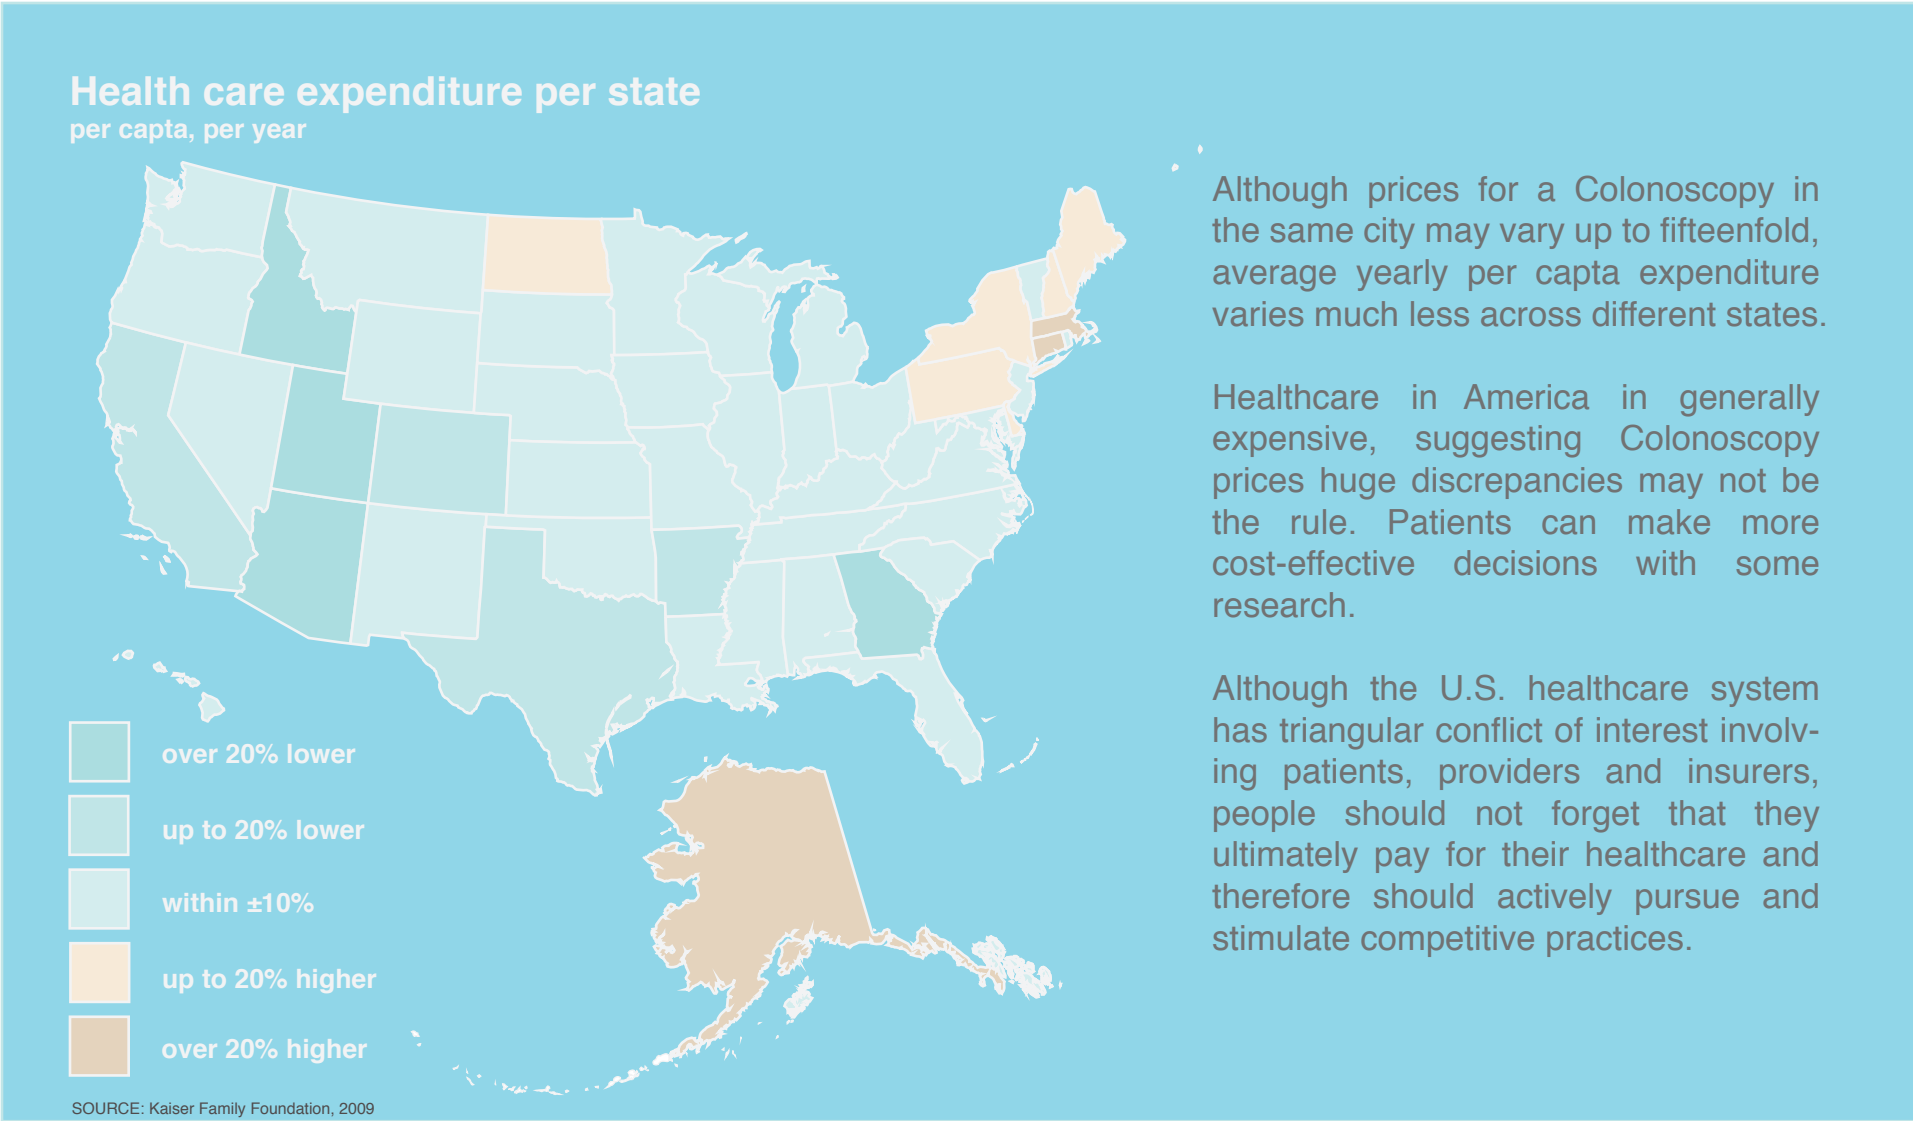 Health care expenditure per state
per capta, per year
Although prices for a Colonoscopy in
the same city may vary up to fifteenfold,
average yearly per capta expenditure
varies much less across different states.
Healthcare in America in generally
expensive, suggesting Colonoscopy
prices huge discrepancies may not be
the rule. Patients can make more
cost-effective decisions with some
research.
Although the U.S. healthcare system
has triangular conflict of interest involv-
ing patients, providers and insurers,
people should not forget that they
ultimately pay for their healthcare and
therefore should actively pursue and
stimulate competitive practices.
over 20% lower
up to 20% lower
within ±10%
up to 20% higher
over 20% higher
SOURCE: Kaiser Family Foundation, 2009